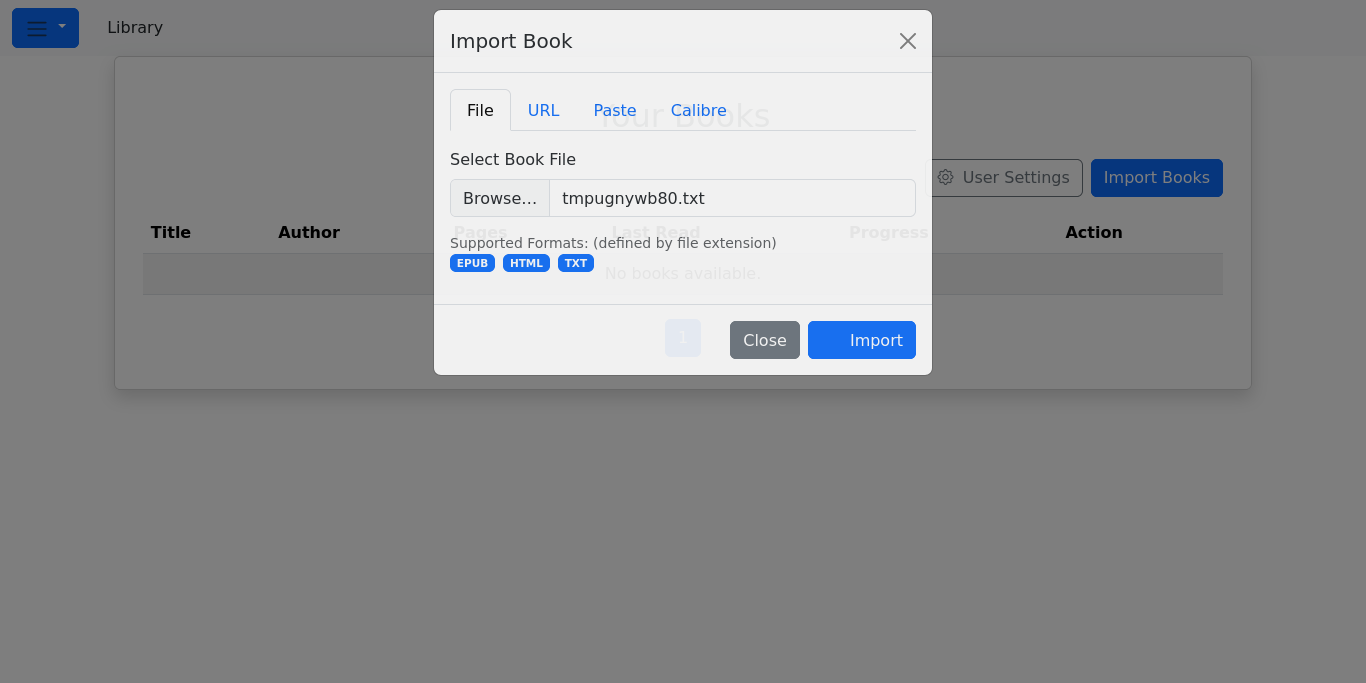 Library
Import Book
Your Books
File URL Paste Calibre
Select Book File
User Settings Import Books
Browse... tmpugnywb80.txt
Title Author Pages Last Read Progress Action
Supported Formats: (defined by file extension)
EPUB HTML TXT
No books available.
1
Close Import